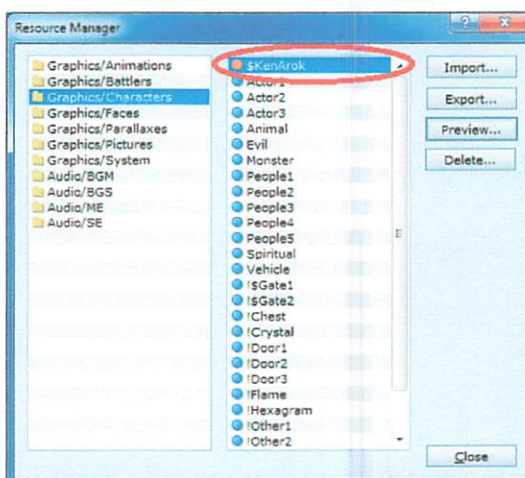 Resource Manager
Graphics/Animations
Graphics/Battlers
Graphics/Characters
Graphics/Faces
Graphics/Parallaxes
Graphics/Pictures
Graphics/System
Audio/BGM
Audio/BGS
Audio/ME
Audio/SE
$KenArok
Actor1
Actor2
Actor3
Animal
Evil
Monster
People1
People2
People3
People4
People5
Spiritual
Vehicle
!$Gate1
!$Gate2
!Chest
!Crystal
!Door1
!Door2
!Door3
!Flame
!Hexagram
!Other1
!Other2
Import...
Export...
Preview...
Delete...
Close